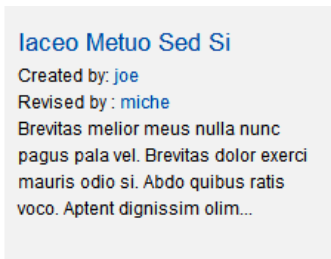 Iaceo Metuo Sed Si
Created by: joe
Revised by : miche
Brevitas melior meus nulla nunc
pagus pala vel. Brevitas dolor exerci
mauris odio si. Abdo quibus ratis
voco. Aptent dignissim olim...